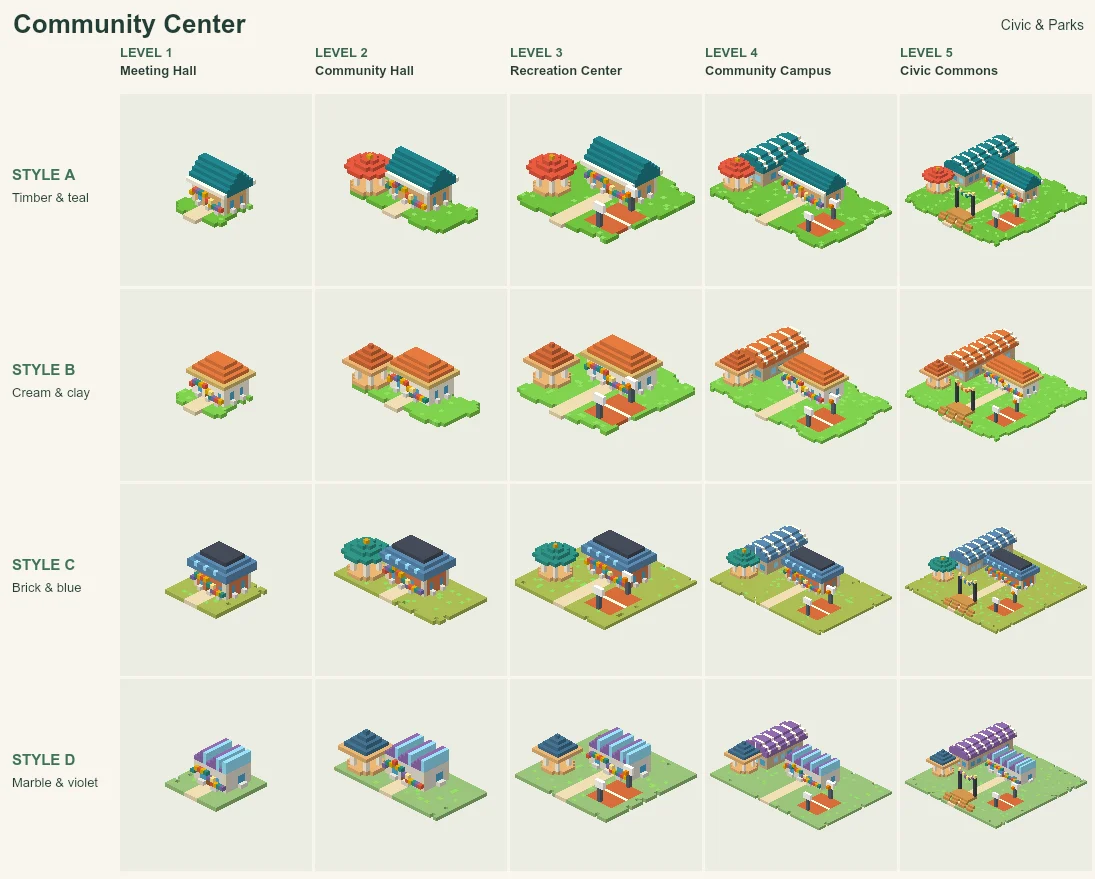 Community Center
Civic & Parks
LEVEL 1
Meeting Hall
LEVEL 2
Community Hall
LEVEL 3
Recreation Center
LEVEL 4
Community Campus
LEVEL 5
Civic Commons
STYLE A
Timber & teal
STYLE B
Cream & clay
STYLE C
Brick & blue
STYLE D
Marble & violet